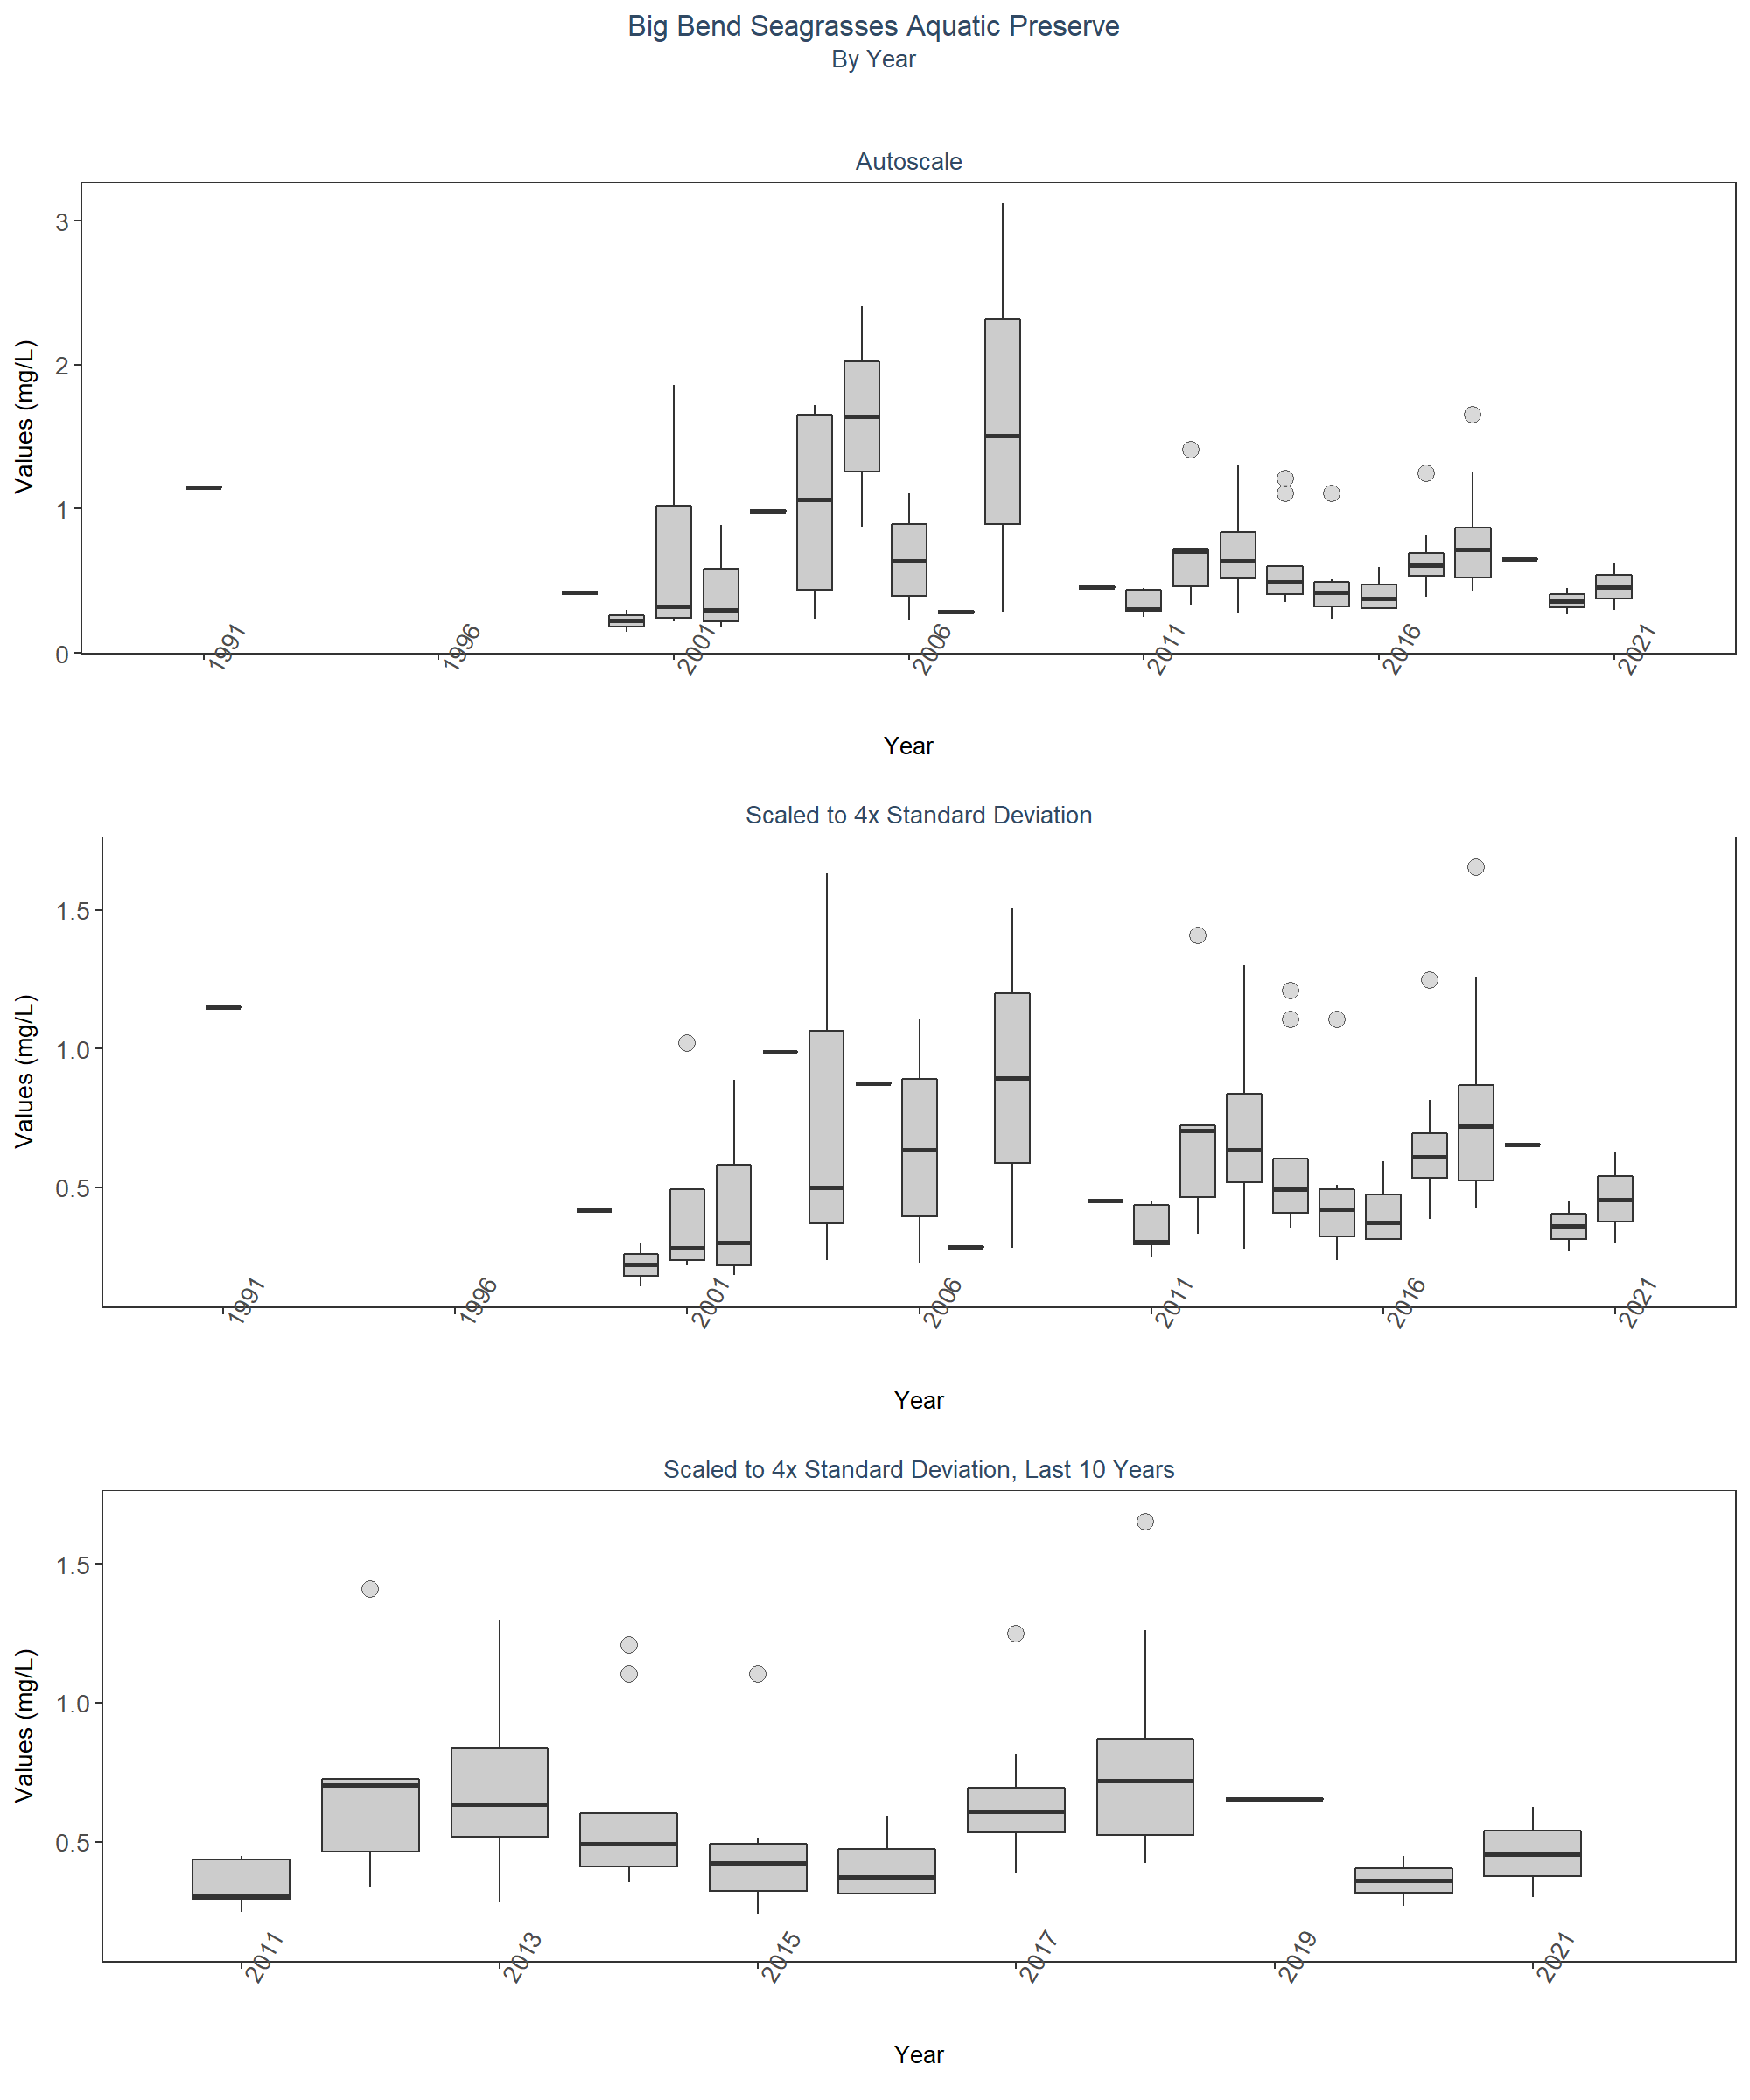 Big Bend Seagrasses Aquatic Preserve
By Year
Autoscale
Values (mg/L)
3
2
1
0
1991 1996 2001 2006 2011 2016 2021
Year
Scaled to 4x Standard Deviation
Values (mg/L)
1.5
1.0
0.5
1991 1996 2001 2006 2011 2016 2021
Year
Scaled to 4x Standard Deviation, Last 10 Years
Values (mg/L)
1.5
1.0
0.5
2011 2013 2015 2017 2019 2021
Year